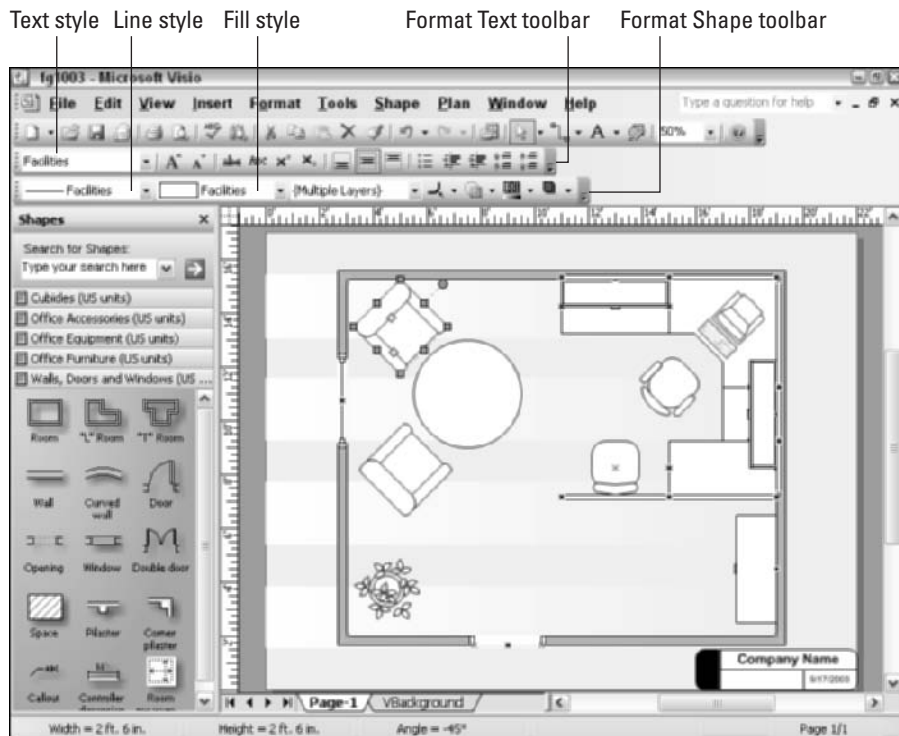 Text style Line style Fill style Format Text toolbar Format Shape toolbar
fg1003 - Microsoft Visio
File Edit View Insert Format Tools Shape Plan Window Help Type a question for help
50%
Facilities
Facilities Facilities {Multiple Layers}
Shapes
Search for Shapes:
Type your search here
Cubicles (US units)
Office Accessories (US units)
Office Equipment (US units)
Office Furniture (US units)
Walls, Doors and Windows (US ...
Room "L" Room "T" Room
Wall Curved wall Door
Opening Window Double door
Space Pilaster Corner pilaster
Callout Controller Room
Company Name
Page-1 VBackground
Width = 2 ft. 6 in. Height = 2 ft. 6 in. Angle = -45° Page 1/1